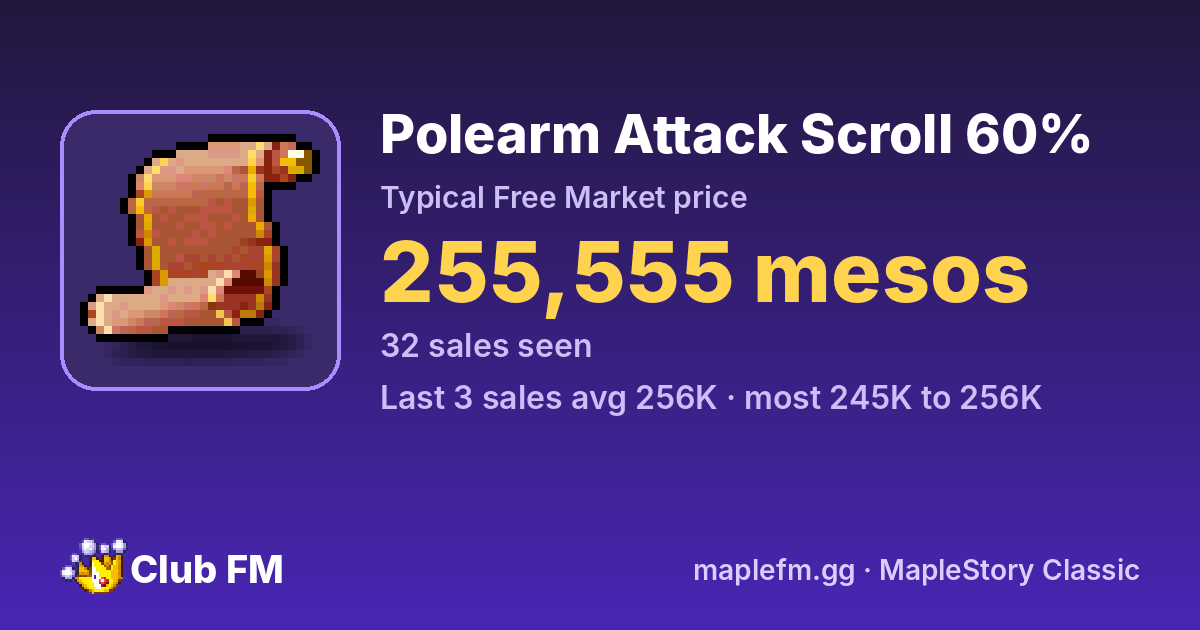 Polearm Attack Scroll 60%
Typical Free Market price
255,555 mesos
32 sales seen
Last 3 sales avg 256K · most 245K to 256K
Club FM
maplefm.gg · MapleStory Classic